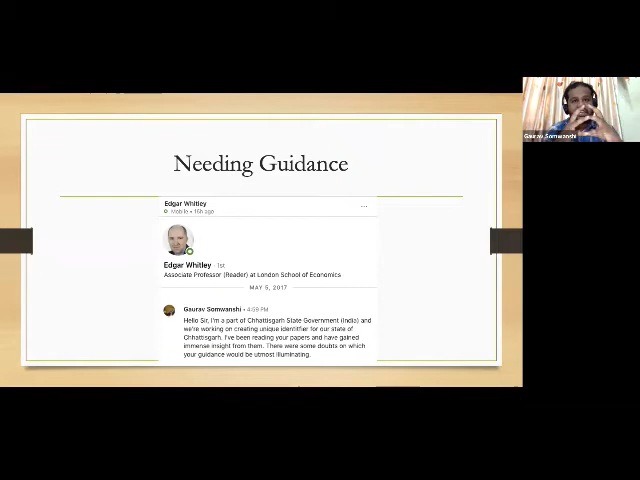 Needing Guidance
Edgar Whitley
Mobile • 15h ago
...
Edgar Whitley · 1st
Associate Professor (Reader) at London School of Economics
MAY 5, 2017
Gaurav Somwanshi • 4:59 PM
Hello Sir, I'm a part of Chhattisgarh State Government (India) and
we're working on creating unique identifier for our state of
Chhattisgarh. I've been reading your papers and have gained
immense insight from them. There were some doubts on which
your guidance would be utmost illuminating.
Gaurav Somwanshi